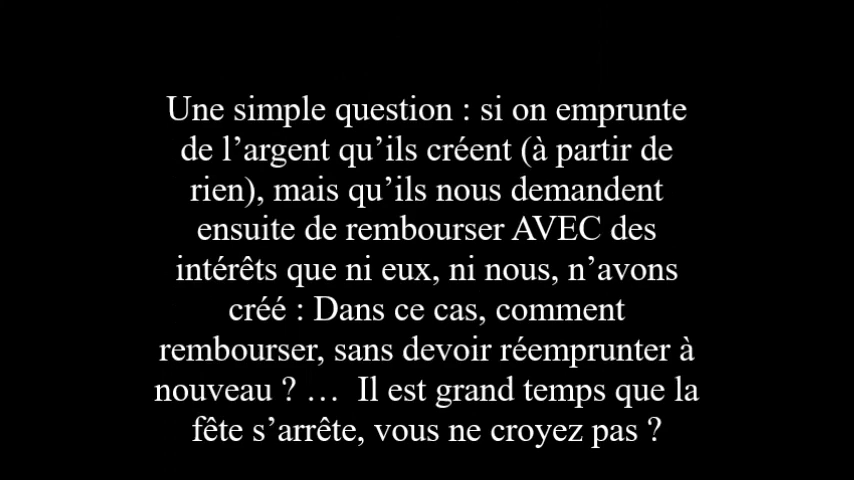 Une simple question : si on emprunte
de l’argent qu’ils créent (à partir de
rien), mais qu’ils nous demandent
ensuite de rembourser AVEC des
intérêts que ni eux, ni nous, n’avons
créé : Dans ce cas, comment
rembourser, sans devoir réemprunter à
nouveau ? …  Il est grand temps que la
fête s’arrête, vous ne croyez pas ?